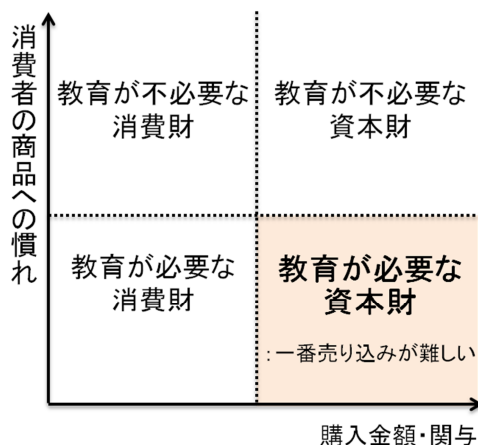 消費者の商品への慣れ
教育が不必要な
消費財
教育が不必要な
資本財
教育が必要な
消費財
教育が必要な
資本財
:一番売り込みが難しい
購入金額・関与